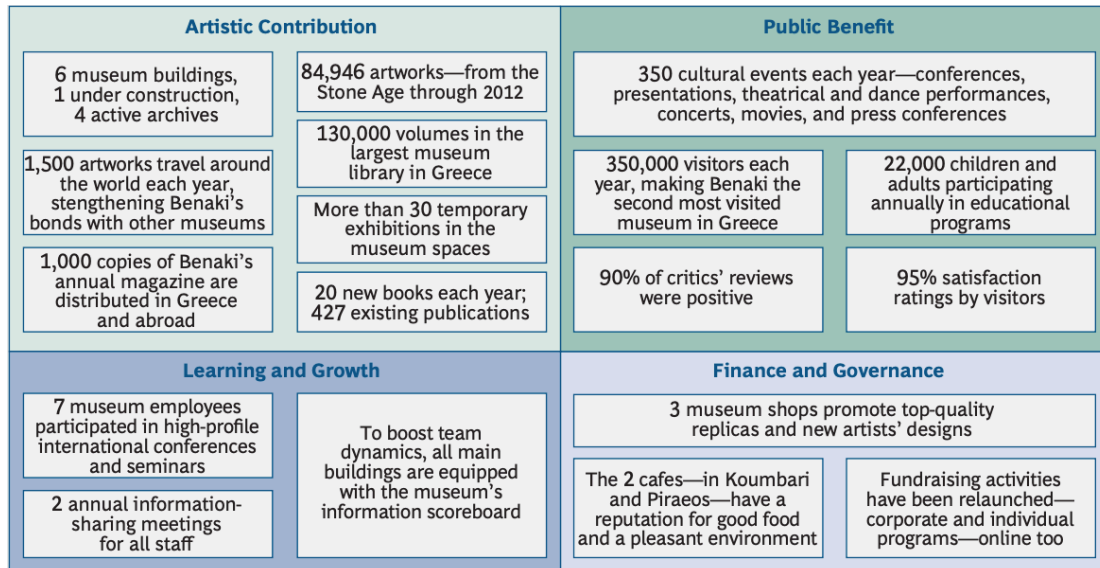 Artistic Contribution
6 museum buildings,
1 under construction,
4 active archives
84,946 artworks—from the
Stone Age through 2012
1,500 artworks travel around
the world each year,
stengthening Benaki's
bonds with other museums
130,000 volumes in the
largest museum
library in Greece
More than 30 temporary
exhibitions in the
museum spaces
1,000 copies of Benaki's
annual magazine are
distributed in Greece
and abroad
20 new books each year;
427 existing publications
Public Benefit
350 cultural events each year—conferences,
presentations, theatrical and dance performances,
concerts, movies, and press conferences
350,000 visitors each
year, making Benaki the
second most visited
museum in Greece
22,000 children and
adults participating
annually in educational
programs
90% of critics' reviews
were positive
95% satisfaction
ratings by visitors
Learning and Growth
7 museum employees
participated in high-profile
international conferences
and seminars
2 annual information-
sharing meetings
for all staff
To boost team
dynamics, all main
buildings are equipped
with the museum's
information scoreboard
Finance and Governance
3 museum shops promote top-quality
replicas and new artists' designs
The 2 cafes—in Koumbari
and Piraeos—have a
reputation for good food
and a pleasant environment
Fundraising activities
have been relaunched—
corporate and individual
programs—online too